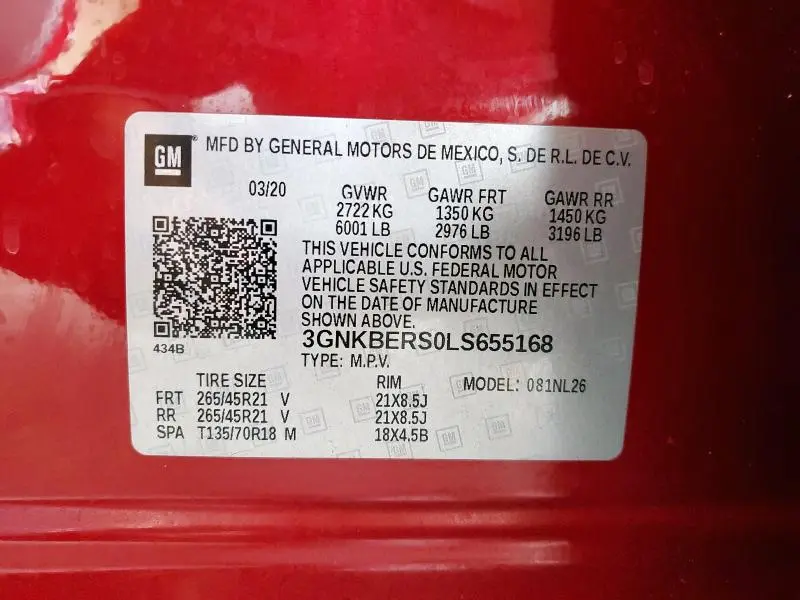 GM® MFD BY GENERAL MOTORS DE MEXICO, S. DE R.L. DE C.V.
03/20 GVWR GAWR FRT GAWR RR
2722 KG 1350 KG 1450 KG
6001 LB 2976 LB 3196 LB
THIS VEHICLE CONFORMS TO ALL
APPLICABLE U.S. FEDERAL MOTOR
VEHICLE SAFETY STANDARDS IN EFFECT
ON THE DATE OF MANUFACTURE
SHOWN ABOVE.
434B
3GNKBERS0LS655168
TYPE: M.P.V.
TIRE SIZE RIM MODEL: 081NL26
FRT 265/45R21 V 21X8.5J
RR 265/45R21 V 21X8.5J
SPA T135/70R18 M 18X4.5B